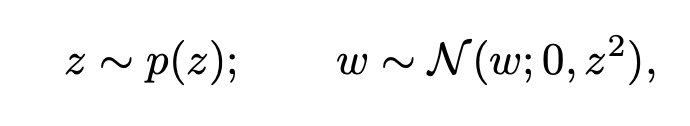 z ∼ p(z); w ∼ 𝒩(w; 0, z²),